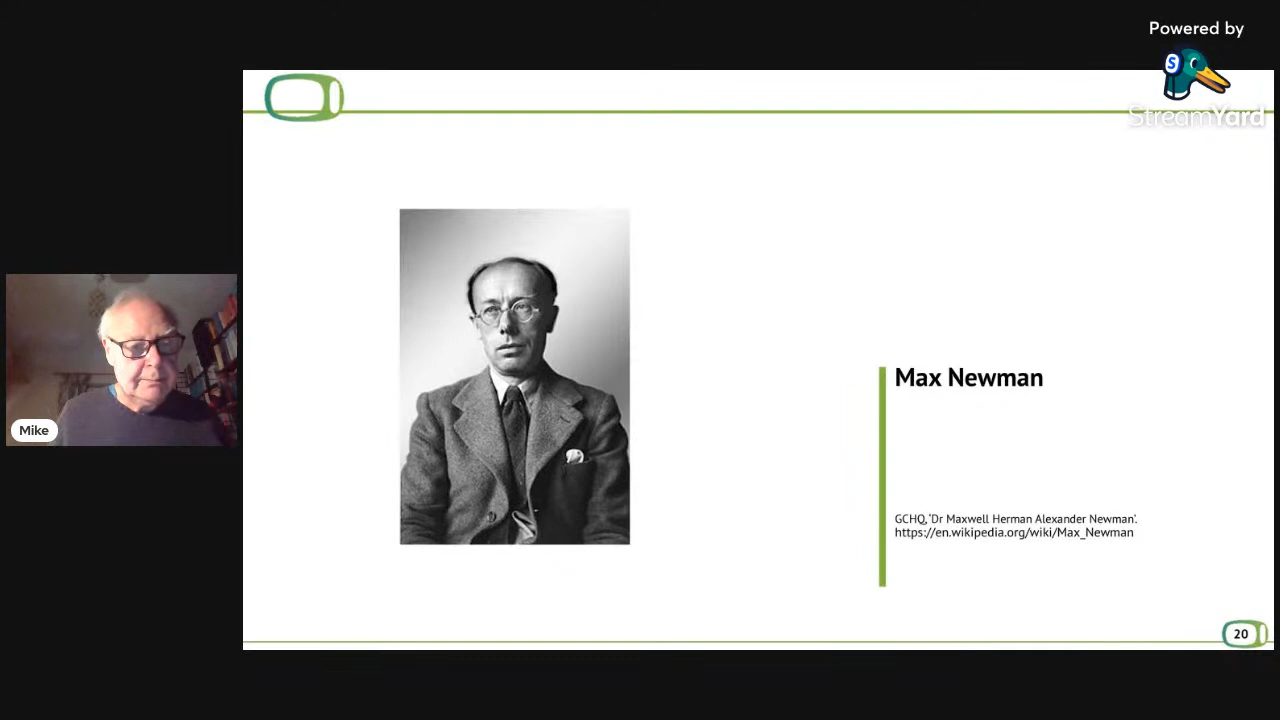 Powered by
S
StreamYard
Max Newman
GCHQ, 'Dr Maxwell Herman Alexander Newman'.
https://en.wikipedia.org/wiki/Max_Newman
Mike
20